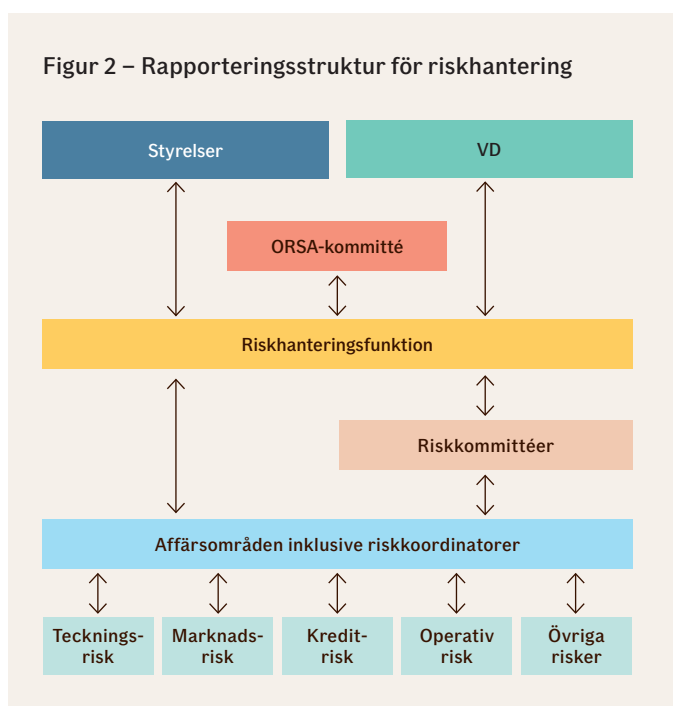 Figur 2 – Rapporteringsstruktur för riskhantering
Styrelser
VD
ORSA-kommitté
Riskhanteringsfunktion
Riskkommittéer
Affärsområden inklusive riskkoordinatorer
Tecknings-
risk
Marknads-
risk
Kredit-
risk
Operativ
risk
Övriga
risker